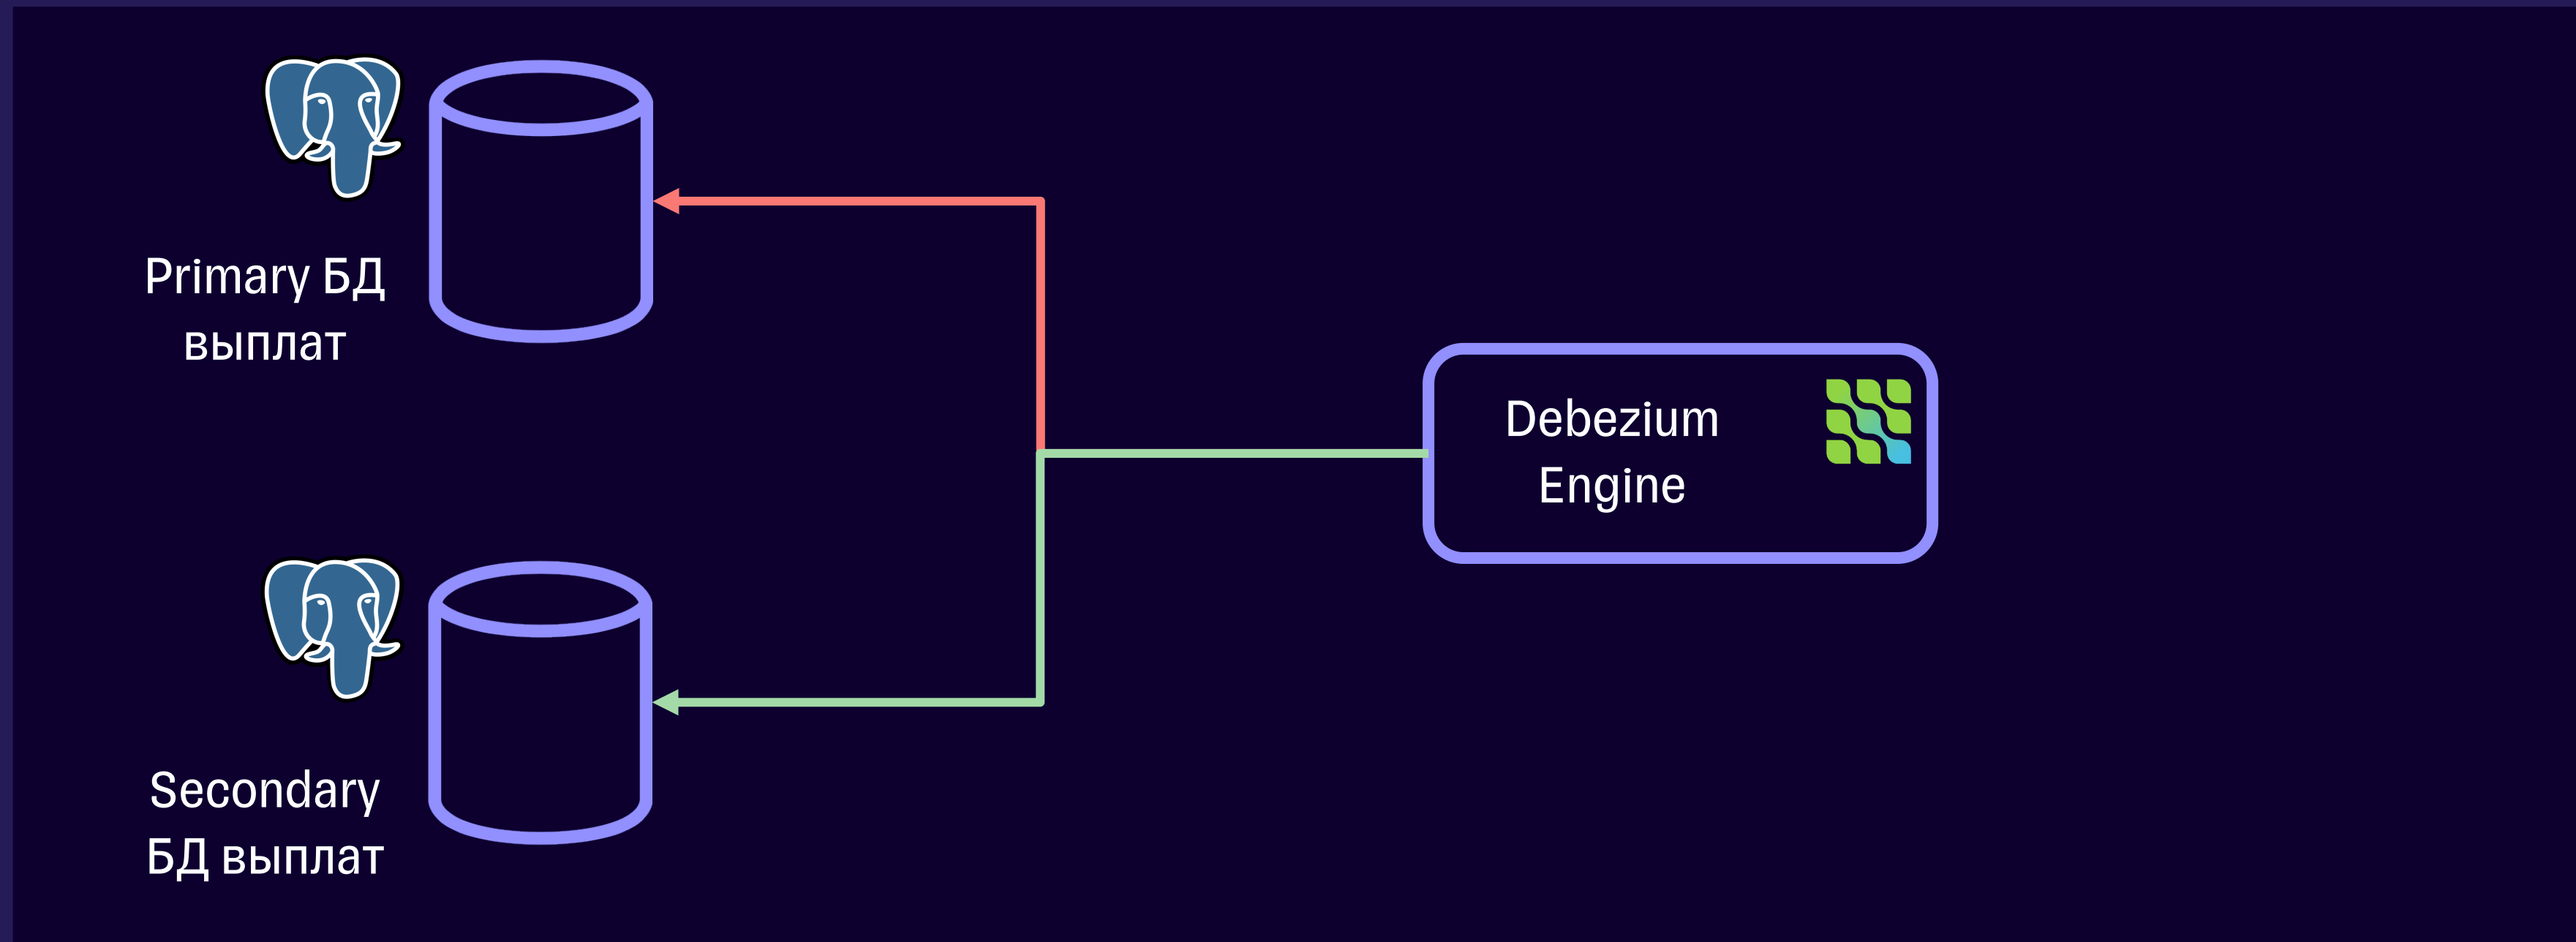 Primary БД
выплат
Debezium
Engine
Secondary
БД выплат